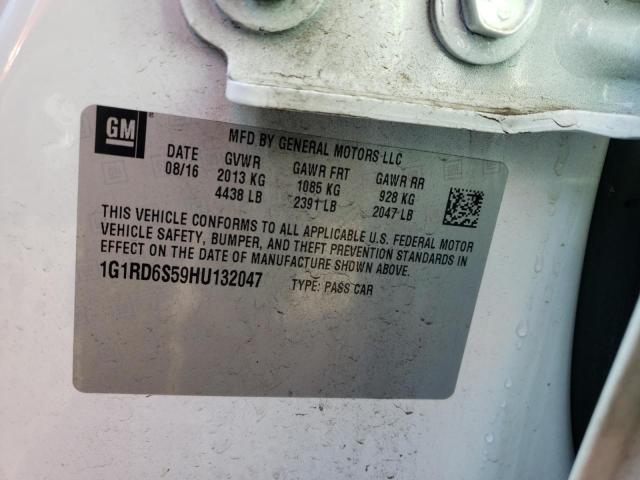 GM ®
MFD BY GENERAL MOTORS LLC
DATE GVWR GAWR FRT GAWR RR
08/16 2013 KG 1085 KG 928 KG
4438 LB 2391 LB 2047 LB
THIS VEHICLE CONFORMS TO ALL APPLICABLE U.S. FEDERAL MOTOR
VEHICLE SAFETY, BUMPER, AND THEFT PREVENTION STANDARDS IN
EFFECT ON THE DATE OF MANUFACTURE SHOWN ABOVE.
1G1RD6S59HU132047 TYPE: PASS CAR